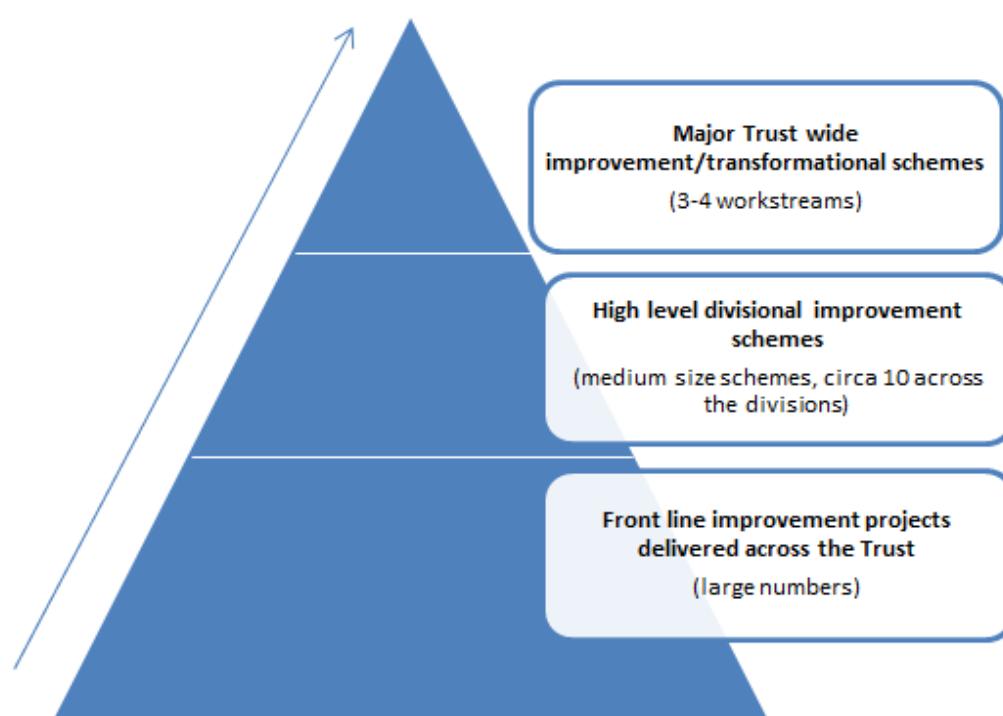 Major Trust wide
improvement/transformational schemes
(3-4 workstreams)
High level divisional improvement
schemes
(medium size schemes, circa 10 across
the divisions)
Front line improvement projects
delivered across the Trust
(large numbers)